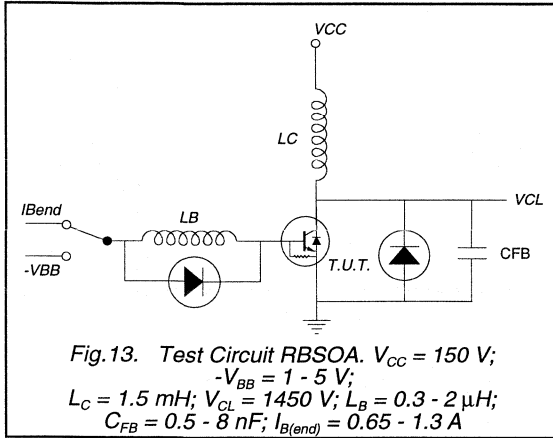 VCC
LC
IBend
LB
VCL
-VBB
T.U.T.
CFB
Fig.13. Test Circuit RBSOA. VCC = 150 V;
-VBB = 1 - 5 V;
LC = 1.5 mH; VCL = 1450 V; LB = 0.3 - 2 μH;
CFB = 0.5 - 8 nF; IB(end) = 0.65 - 1.3 A